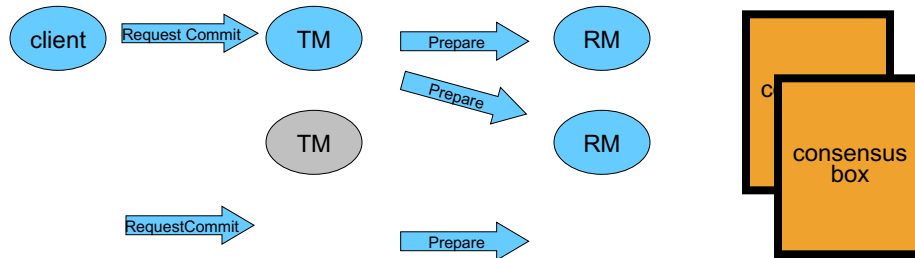 client
Request Commit
TM
Prepare
RM
Prepare
TM
RM
consensus
box
RequestCommit
Prepare